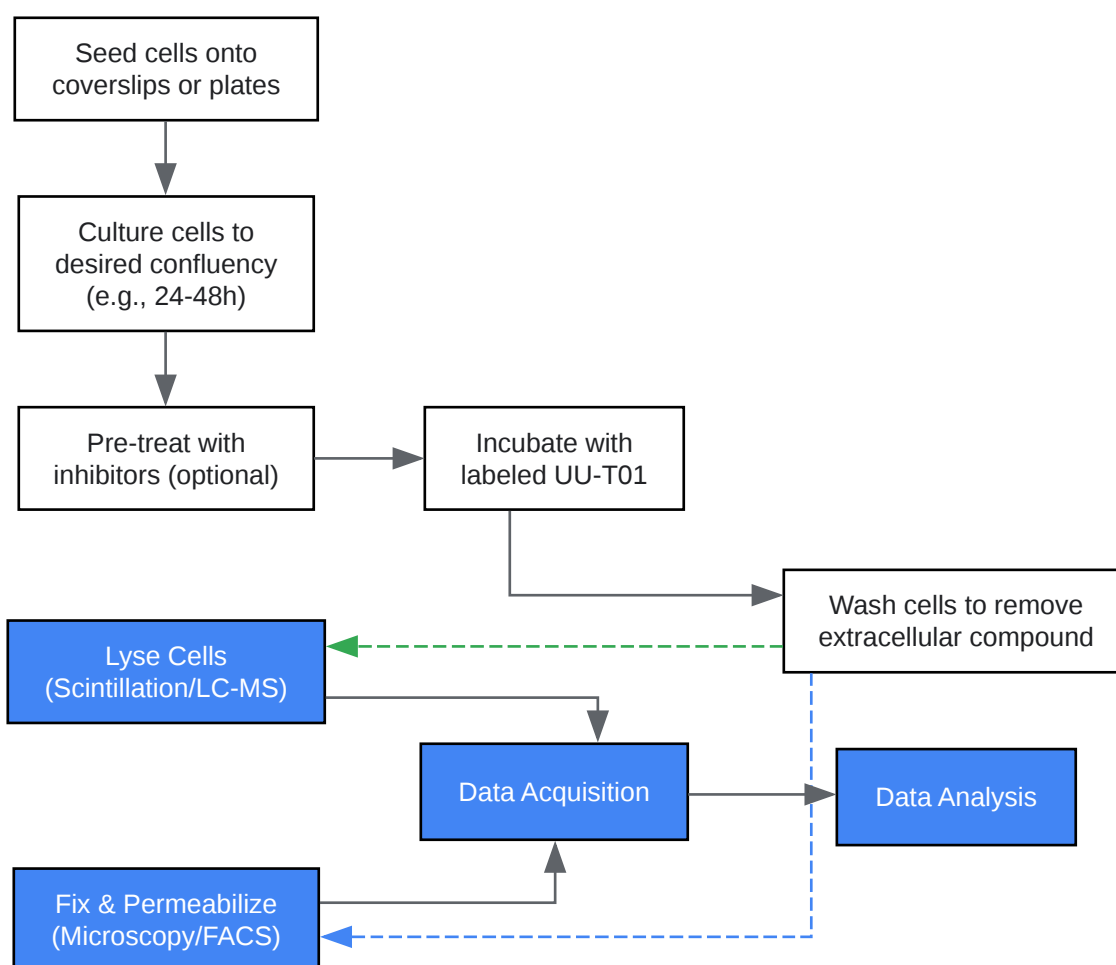 Seed cells onto
coverslips or plates
Culture cells to
desired confluency
(e.g., 24-48h)
Pre-treat with
inhibitors (optional)
Incubate with
labeled UU-T01
Wash cells to remove
extracellular compound
Lyse Cells
(Scintillation/LC-MS)
Data Acquisition
Data Analysis
Fix & Permeabilize
(Microscopy/FACS)